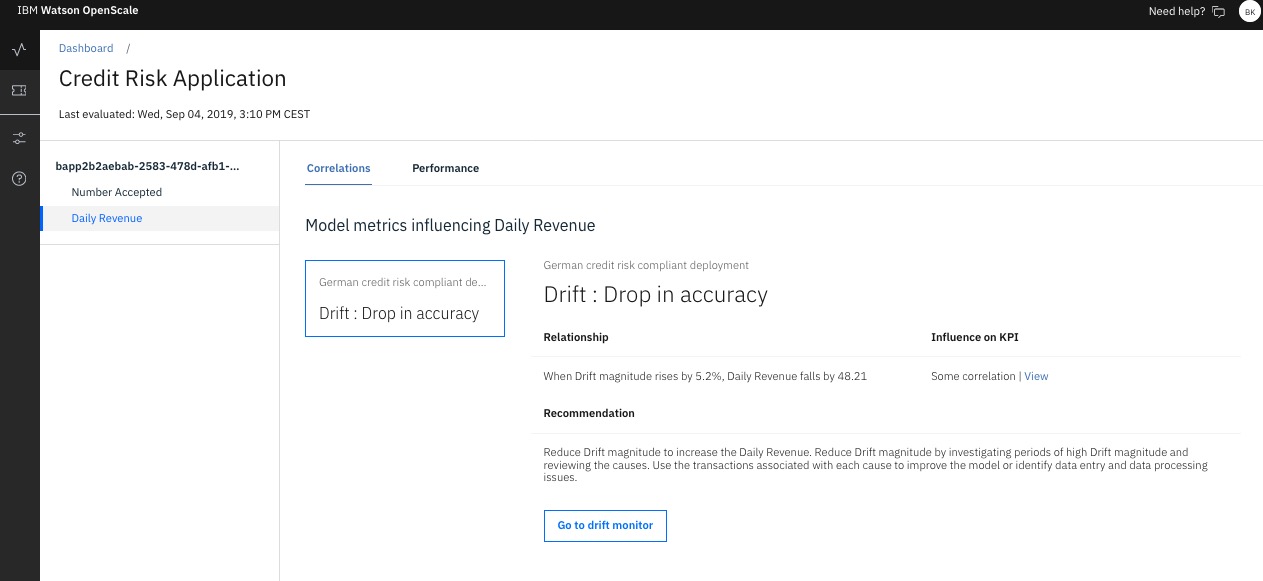 IBM Watson OpenScale
Need help?
BK
Dashboard /
Credit Risk Application
Last evaluated: Wed, Sep 04, 2019, 3:10 PM CEST
bapp2b2aebab-2583-478d-afb1-...
Number Accepted
Daily Revenue
Correlations
Performance
Model metrics influencing Daily Revenue
German credit risk compliant de...
Drift : Drop in accuracy
German credit risk compliant deployment
Drift : Drop in accuracy
Relationship
Influence on KPI
When Drift magnitude rises by 5.2%, Daily Revenue falls by 48.21
Some correlation | View
Recommendation
Reduce Drift magnitude to increase the Daily Revenue. Reduce Drift magnitude by investigating periods of high Drift magnitude and
reviewing the causes. Use the transactions associated with each cause to improve the model or identify data entry and data processing
issues.
Go to drift monitor